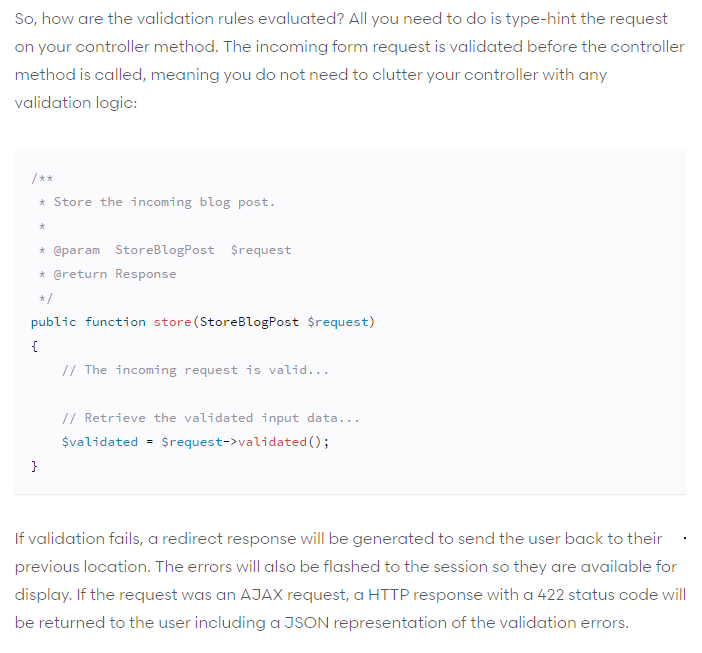 So, how are the validation rules evaluated? All you need to do is type-hint the request
on your controller method. The incoming form request is validated before the controller
method is called, meaning you do not need to clutter your controller with any
validation logic:
/**
 * Store the incoming blog post.
 *
 * @param  StoreBlogPost  $request
 * @return Response
 */
public function store(StoreBlogPost $request)
{
    // The incoming request is valid...

    // Retrieve the validated input data...
    $validated = $request->validated();
}
If validation fails, a redirect response will be generated to send the user back to their
previous location. The errors will also be flashed to the session so they are available for
display. If the request was an AJAX request, a HTTP response with a 422 status code will
be returned to the user including a JSON representation of the validation errors.